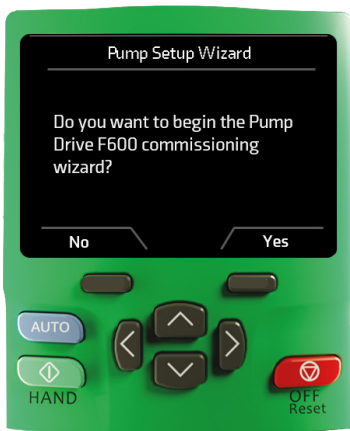 Pump Setup Wizard
Do you want to begin the Pump
Drive F600 commissioning
wizard?
No
Yes
AUTO
HAND
OFF
Reset